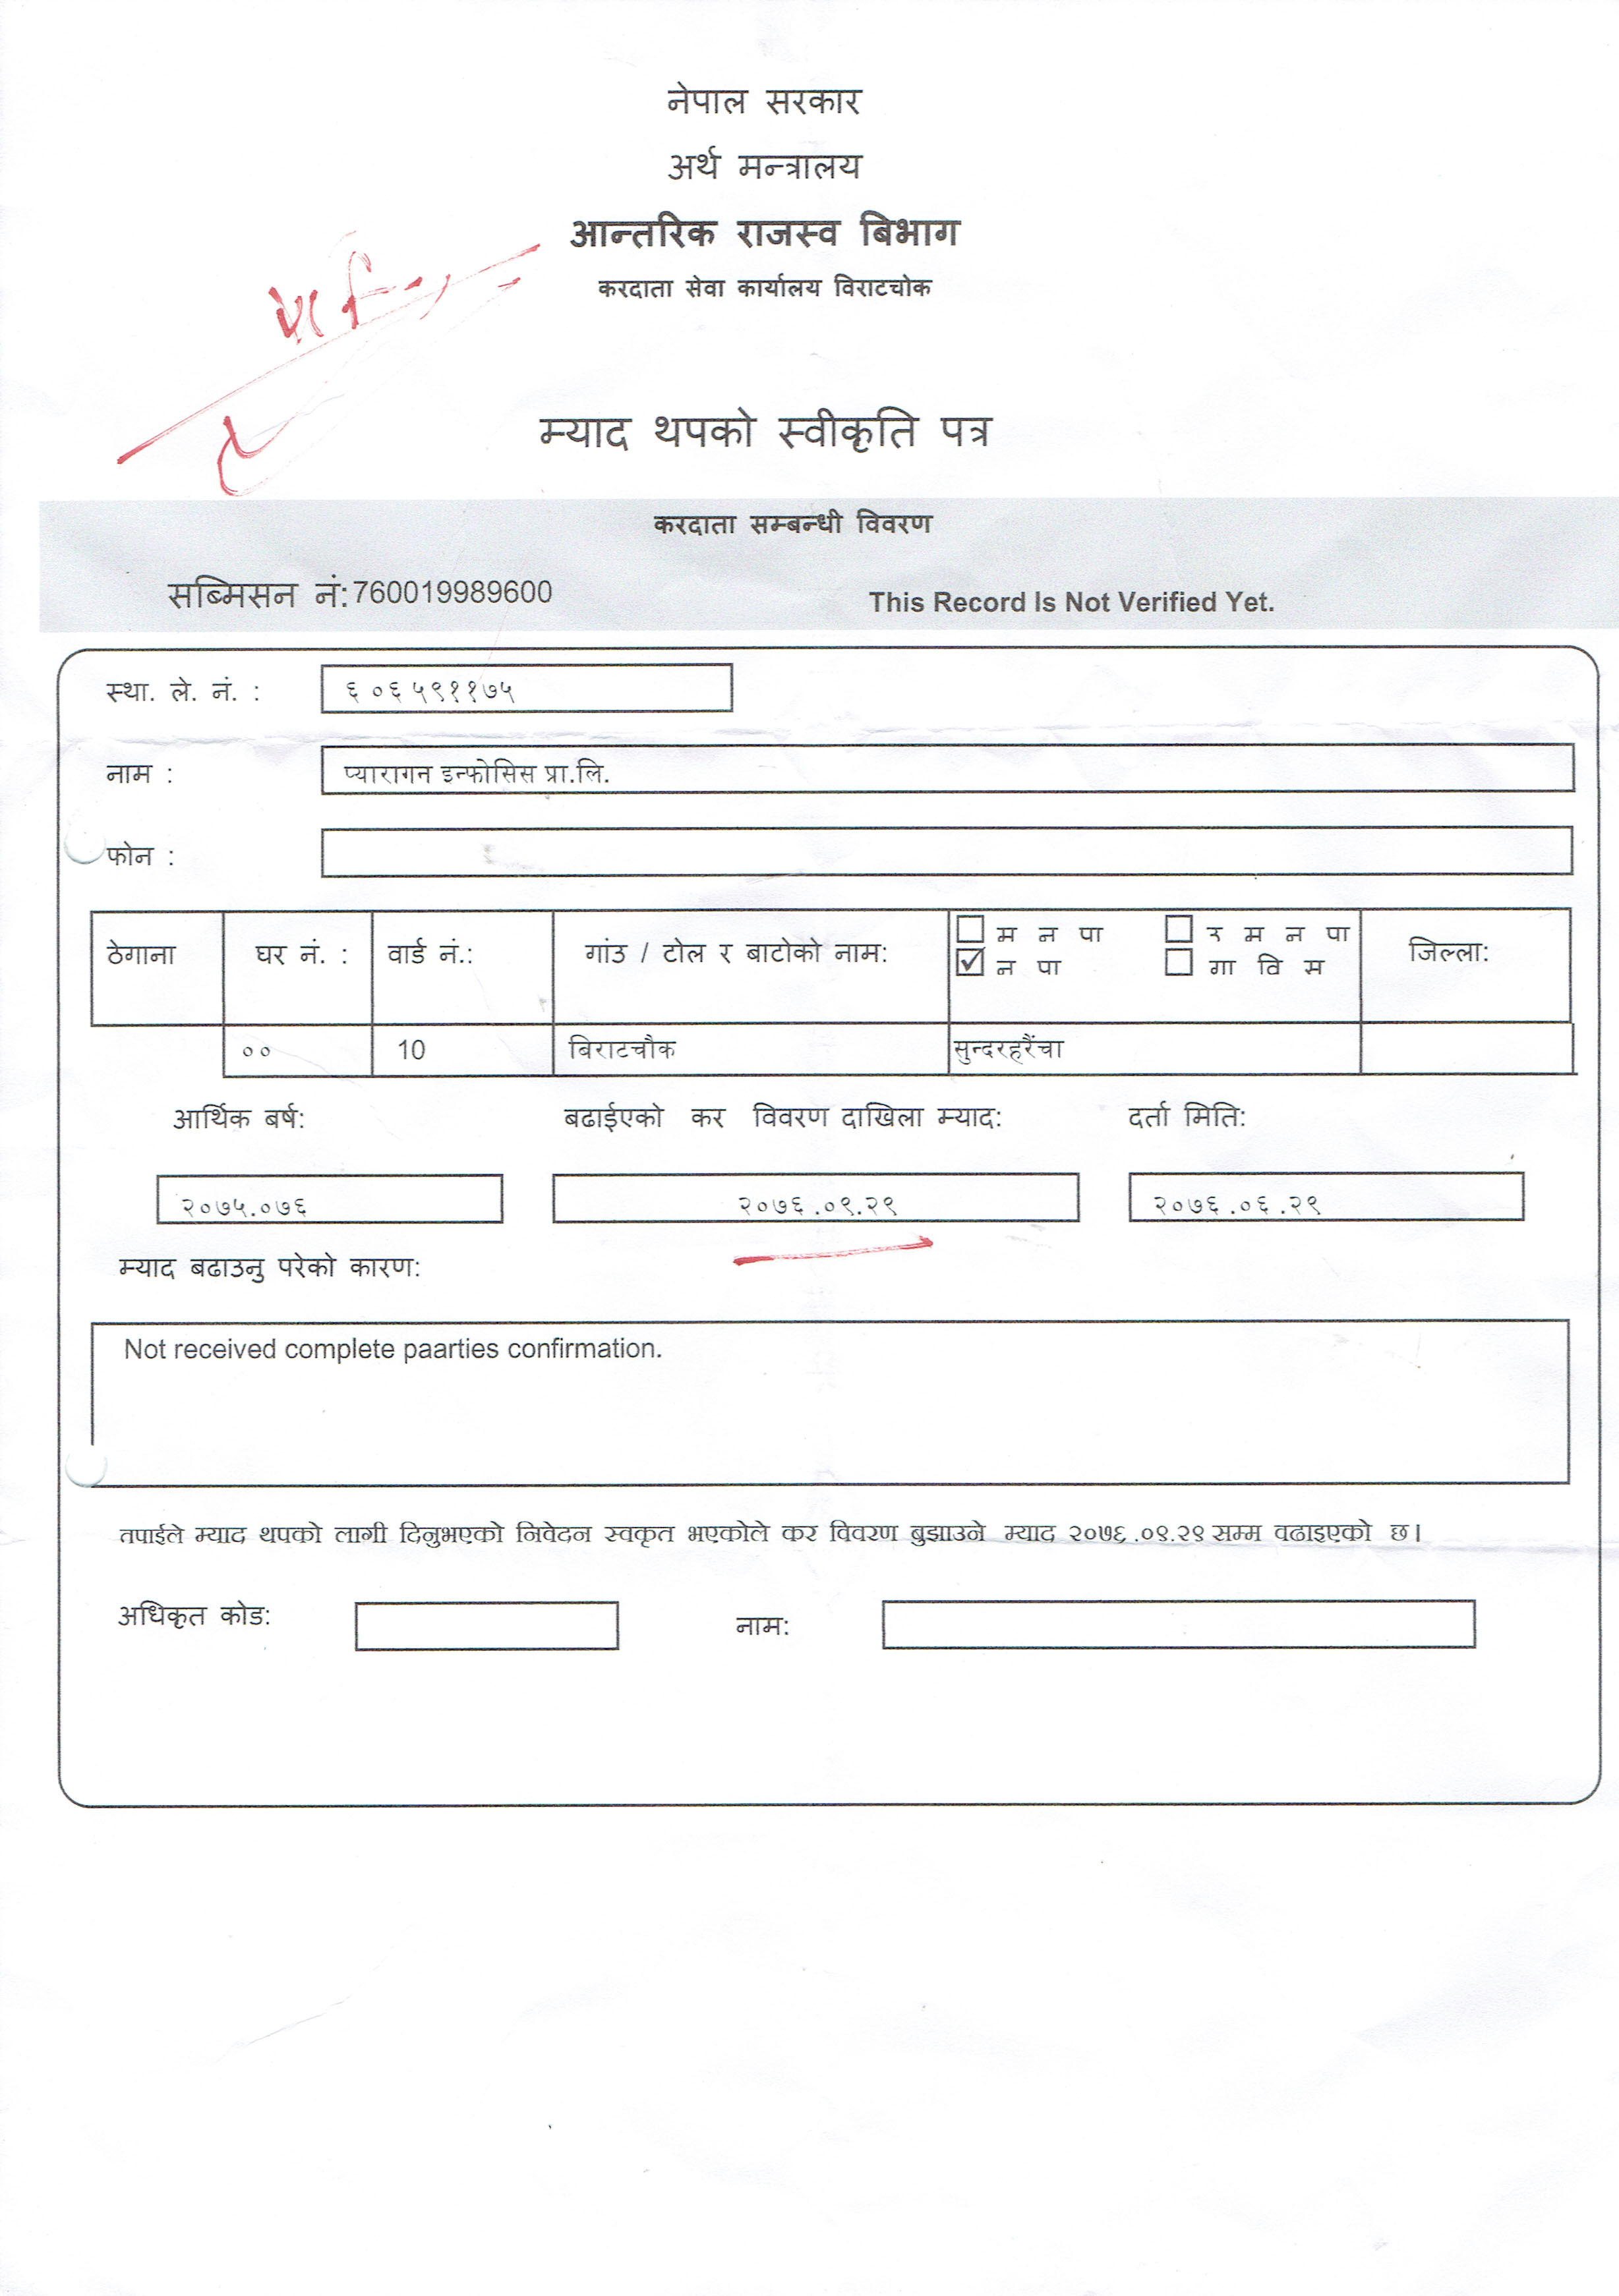 नेपाल सरकार
अर्थ मन्त्रालय
आन्तरिक राजस्व बिभाग
करदाता सेवा कार्यालय विराटचोक
म्याद थपको स्वीकृति पत्र
करदाता सम्बन्धी विवरण
सब्मिसन नं:760019989600 This Record Is Not Verified Yet.
स्था. ले. नं. : ६०६५९११७५
नाम : प्यारागन इन्फोसिस प्रा.लि.
फोन :
ठेगाना घर नं. : वार्ड नं.: गांउ / टोल र बाटोको नाम: म न पा उ म न पा जिल्ला:
न पा गा वि स
०० 10 बिराटचौक सुन्दरहरैंचा
आर्थिक बर्ष: बढाईएको कर विवरण दाखिला म्याद: दर्ता मिति:
२०७५.०७६ २०७६.०९.२९ २०७६.०६.२९
म्याद बढाउनु परेको कारण:
Not received complete paarties confirmation.
तपाईले म्याद थपको लागी दिनुभएको निवेदन स्वकृत भएकोले कर विवरण बुझाउने म्याद २०७६.०९.२९ सम्म वढाइएको छ।
अधिकृत कोड: नाम: